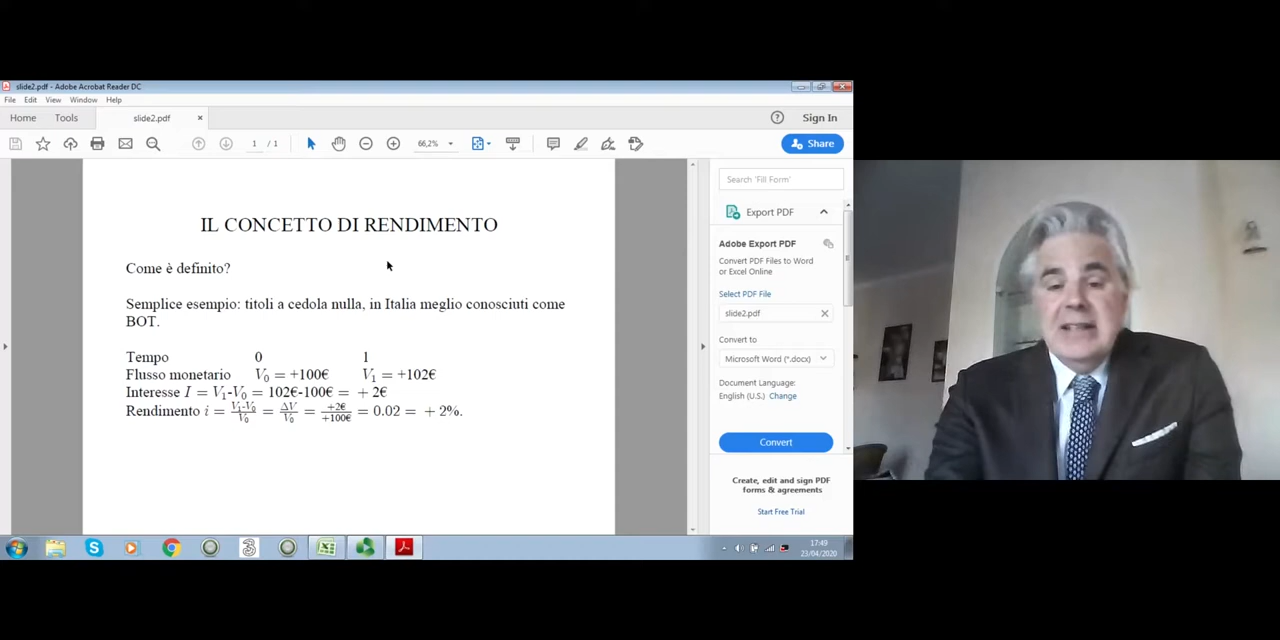 slide2.pdf - Adobe Acrobat Reader DC
File Edit View Window Help
Home Tools slide2.pdf × Sign In
1 / 1 66,2% Share
Search 'Fill Form'
IL CONCETTO DI RENDIMENTO
Come è definito?
Semplice esempio: titoli a cedola nulla, in Italia meglio conosciuti come
BOT.
Tempo 0 1
Flusso monetario V₀ = +100€ V₁ = +102€
Interesse I = V₁-V₀ = 102€-100€ = + 2€
Rendimento i = (V₁-V₀)/V₀ = ΔV/V₀ = +2€/+100€ = 0.02 = + 2%.
Export PDF
Adobe Export PDF
Convert PDF Files to Word
or Excel Online
Select PDF File
slide2.pdf ×
Convert to
Microsoft Word (*.docx)
Document Language:
English (U.S.) Change
Convert
Create, edit and sign PDF
forms & agreements
Start Free Trial
17:49
23/04/2020